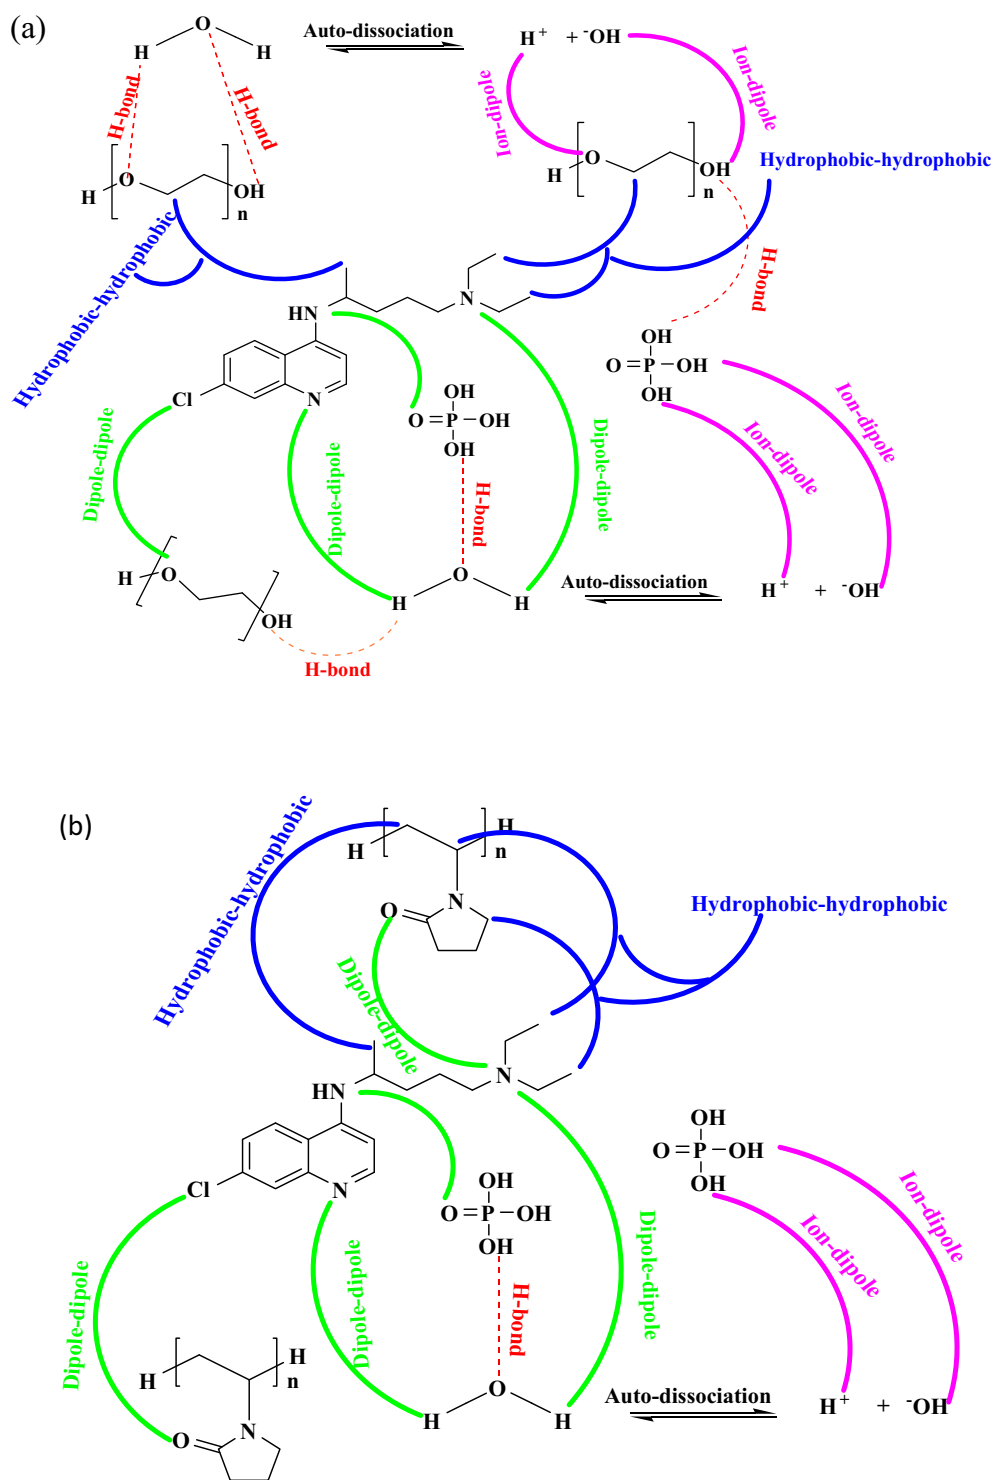 (a)
O
H H
Auto-dissociation
H+ + -OH
H-bond
H-bond
Ion-dipole
Ion-dipole
H O OH
n
H O OH
n
Hydrophobic-hydrophobic
Hydrophobic-hydrophobic
H-bond
HN
N
N
Cl
OH
O=P-OH
OH
OH
O=P-OH
OH
Dipole-dipole
Dipole-dipole
Dipole-dipole
H-bond
Ion-dipole
Ion-dipole
H O OH
n
H-bond
O
H H
Auto-dissociation
H+ + -OH
(b)
H H
n
N
O
Hydrophobic-hydrophobic
Hydrophobic-hydrophobic
Dipole-dipole
HN
N
N
Cl
OH
O=P-OH
OH
OH
O=P-OH
OH
Dipole-dipole
Dipole-dipole
Dipole-dipole
H-bond
Ion-dipole
Ion-dipole
H H
n
N
O
O
H H
Auto-dissociation
H+ + -OH